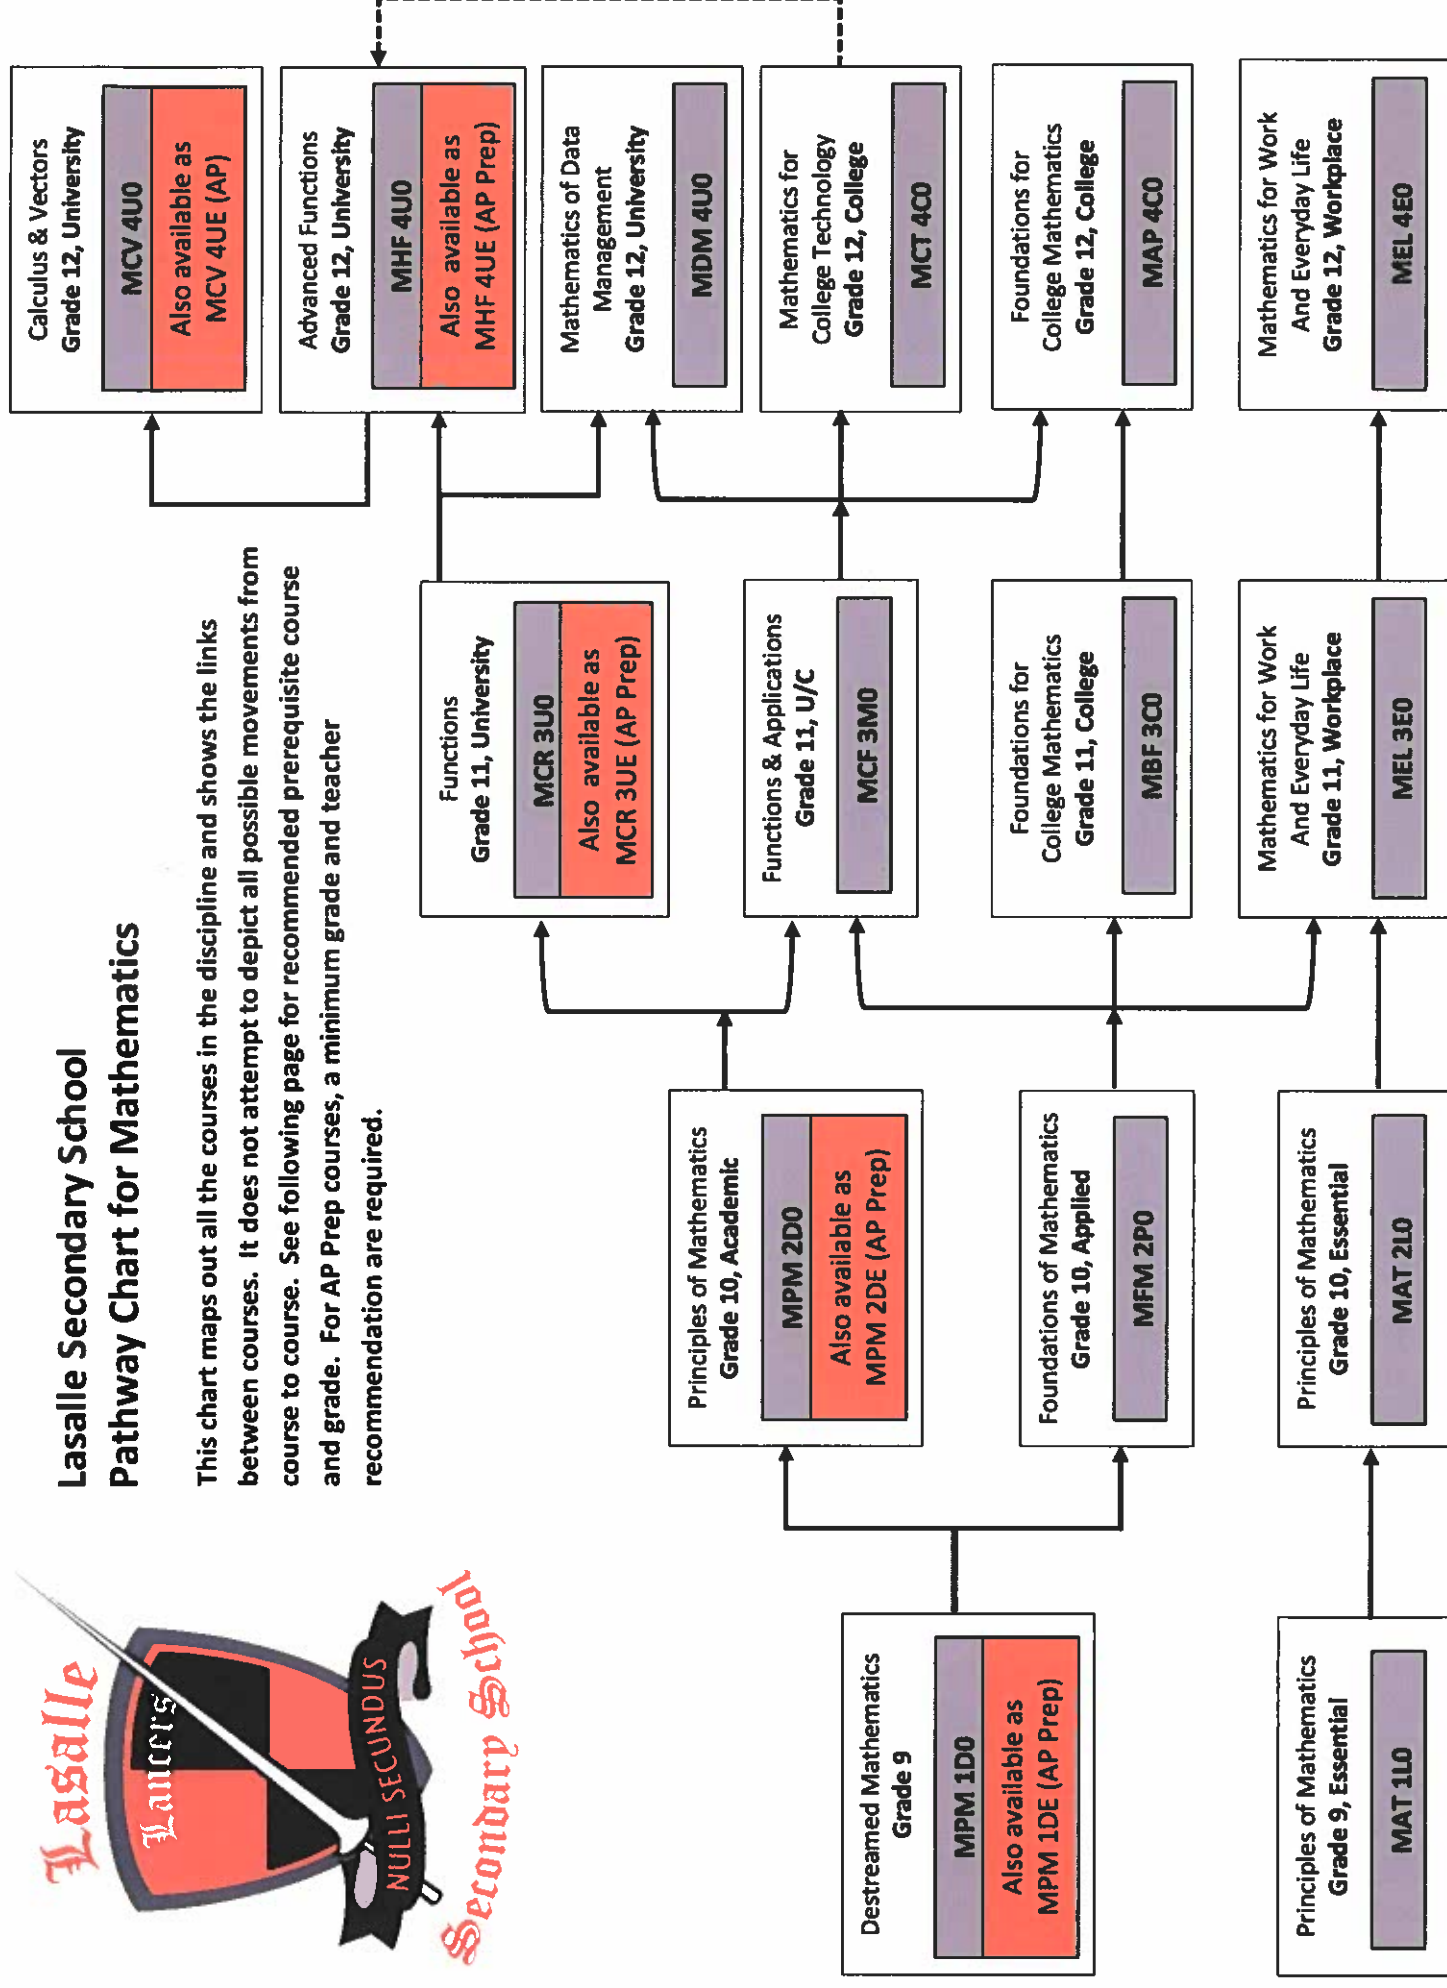 Lasalle
Lancers
NULLI SECUNDUS
Secondary School
Lasalle Secondary School
Pathway Chart for Mathematics
This chart maps out all the courses in the discipline and shows the links
between courses. It does not attempt to depict all possible movements from
course to course. See following page for recommended prerequisite course
and grade. For AP Prep courses, a minimum grade and teacher
recommendation are required.
Destreamed Mathematics
Grade 9
MPM 1D0
Also available as
MPM 1DE (AP Prep)
Principles of Mathematics
Grade 9, Essential
MAT 1L0
Principles of Mathematics
Grade 10, Academic
MPM 2D0
Also available as
MPM 2DE (AP Prep)
Foundations of Mathematics
Grade 10, Applied
MFM 2P0
Principles of Mathematics
Grade 10, Essential
MAT 2L0
Functions
Grade 11, University
MCR 3U0
Also available as
MCR 3UE (AP Prep)
Functions & Applications
Grade 11, U/C
MCF 3M0
Foundations for
College Mathematics
Grade 11, College
MBF 3C0
Mathematics for Work
And Everyday Life
Grade 11, Workplace
MEL 3E0
Calculus & Vectors
Grade 12, University
MCV 4U0
Also available as
MCV 4UE (AP)
Advanced Functions
Grade 12, University
MHF 4U0
Also available as
MHF 4UE (AP Prep)
Mathematics of Data
Management
Grade 12, University
MDM 4U0
Mathematics for
College Technology
Grade 12, College
MCT 4C0
Foundations for
College Mathematics
Grade 12, College
MAP 4C0
Mathematics for Work
And Everyday Life
Grade 12, Workplace
MEL 4E0